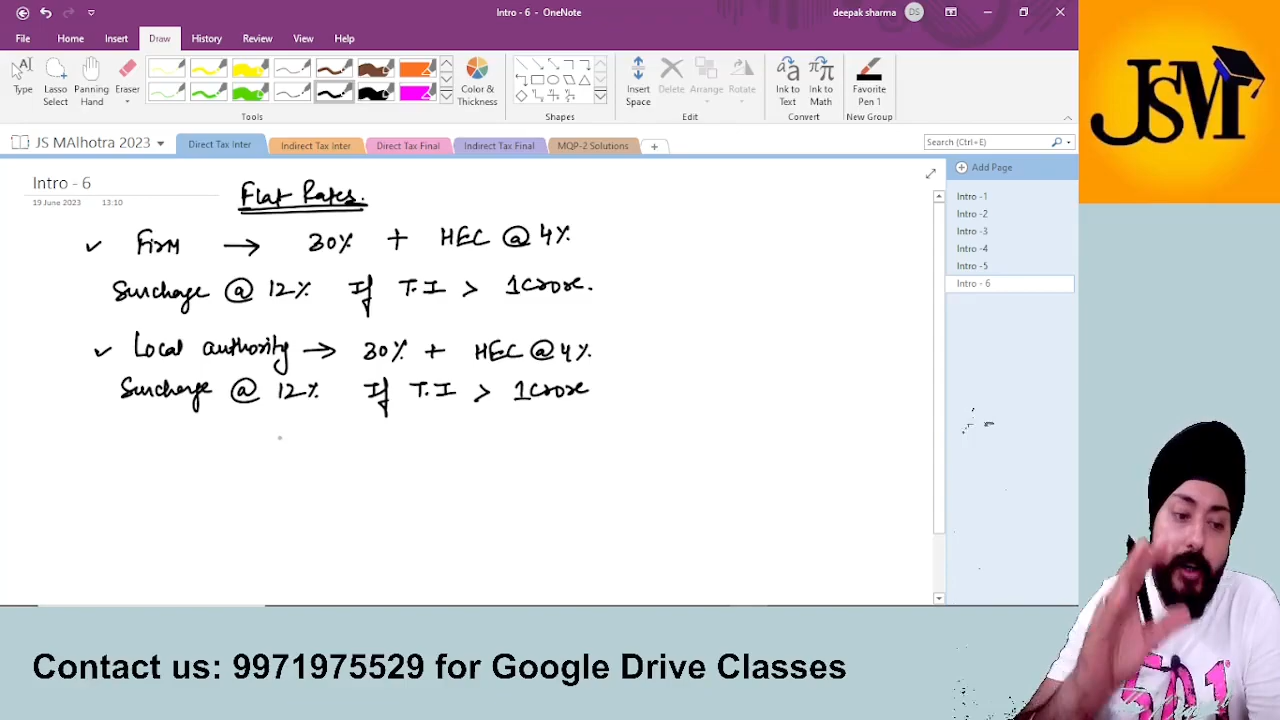 Intro - 6 - OneNote
deepak sharma
DS
File Home Insert Draw History Review View Help
Type
Lasso Select
Panning Hand
Eraser
Color & Thickness
Insert Space
Delete
Arrange
Rotate
Ink to Text
Ink to Math
Favorite Pen 1
Tools
Shapes
Edit
Convert
New Group
JS MAlhotra 2023
Direct Tax Inter
Indirect Tax Inter
Direct Tax Final
Indirect Tax Final
MQP-2 Solutions
Search (Ctrl+E)
Add Page
Intro -1
Intro -2
Intro -3
Intro -4
Intro -5
Intro - 6
Intro - 6
19 June 2023 13:10
Flat Rates.
Firm → 30% + HEC @ 4%
Surcharge @ 12% If T.I > 1 crore.
Local authority → 30% + HEC @ 4%
Surcharge @ 12% If T.I > 1 crore
JSM
Contact us: 9971975529 for Google Drive Classes